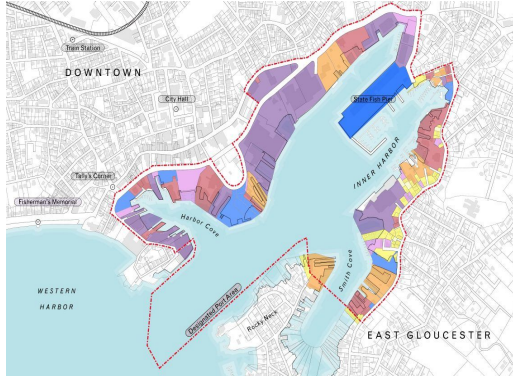 Train Station
DOWNTOWN
City Hall
State Fish Pier
Tally's Corner
INNER HARBOR
Fisherman's Memorial
Harbor Cove
WESTERN
HARBOR
Designated Port Area
Smith Cove
Rocky Neck
EAST GLOUCESTER